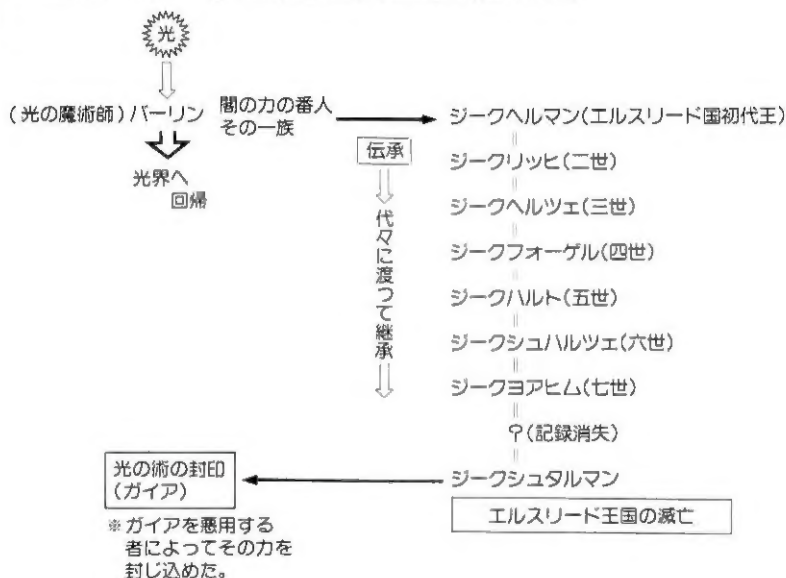 光
(光の魔術師)バーリン
闇の力の番人
その一族
光界へ
回帰
伝承
代々に渡つて継承
ジークヘルマン(エルスリード国初代王)
ジークリッヒ(二世)
ジークヘルツェ(三世)
ジークフォーゲル(四世)
ジークハルト(五世)
ジークシュハルツェ(六世)
ジークヨアヒム(七世)
?(記録消失)
ジークシュタルマン
エルスリード王国の滅亡
光の術の封印
(ガイア)
※ガイアを悪用する
者によってその力を
封じ込めた。